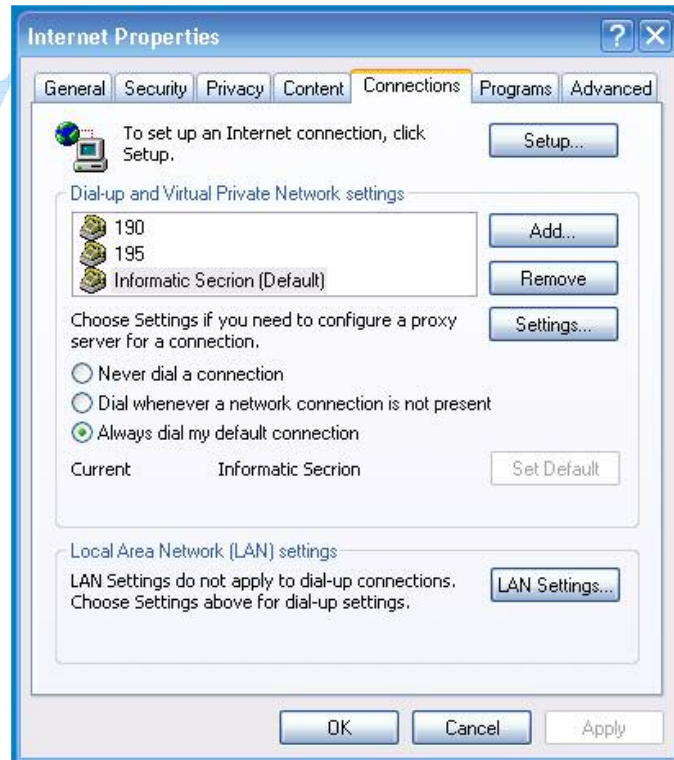 Internet Properties
General Security Privacy Content Connections Programs Advanced
To set up an Internet connection, click
Setup.
Setup...
Dial-up and Virtual Private Network settings
190
195
Informatic Secrion (Default)
Add...
Remove
Choose Settings if you need to configure a proxy
server for a connection.
Settings...
Never dial a connection
Dial whenever a network connection is not present
Always dial my default connection
Current Informatic Secrion Set Default
Local Area Network (LAN) settings
LAN Settings do not apply to dial-up connections.
Choose Settings above for dial-up settings.
LAN Settings...
OK Cancel Apply